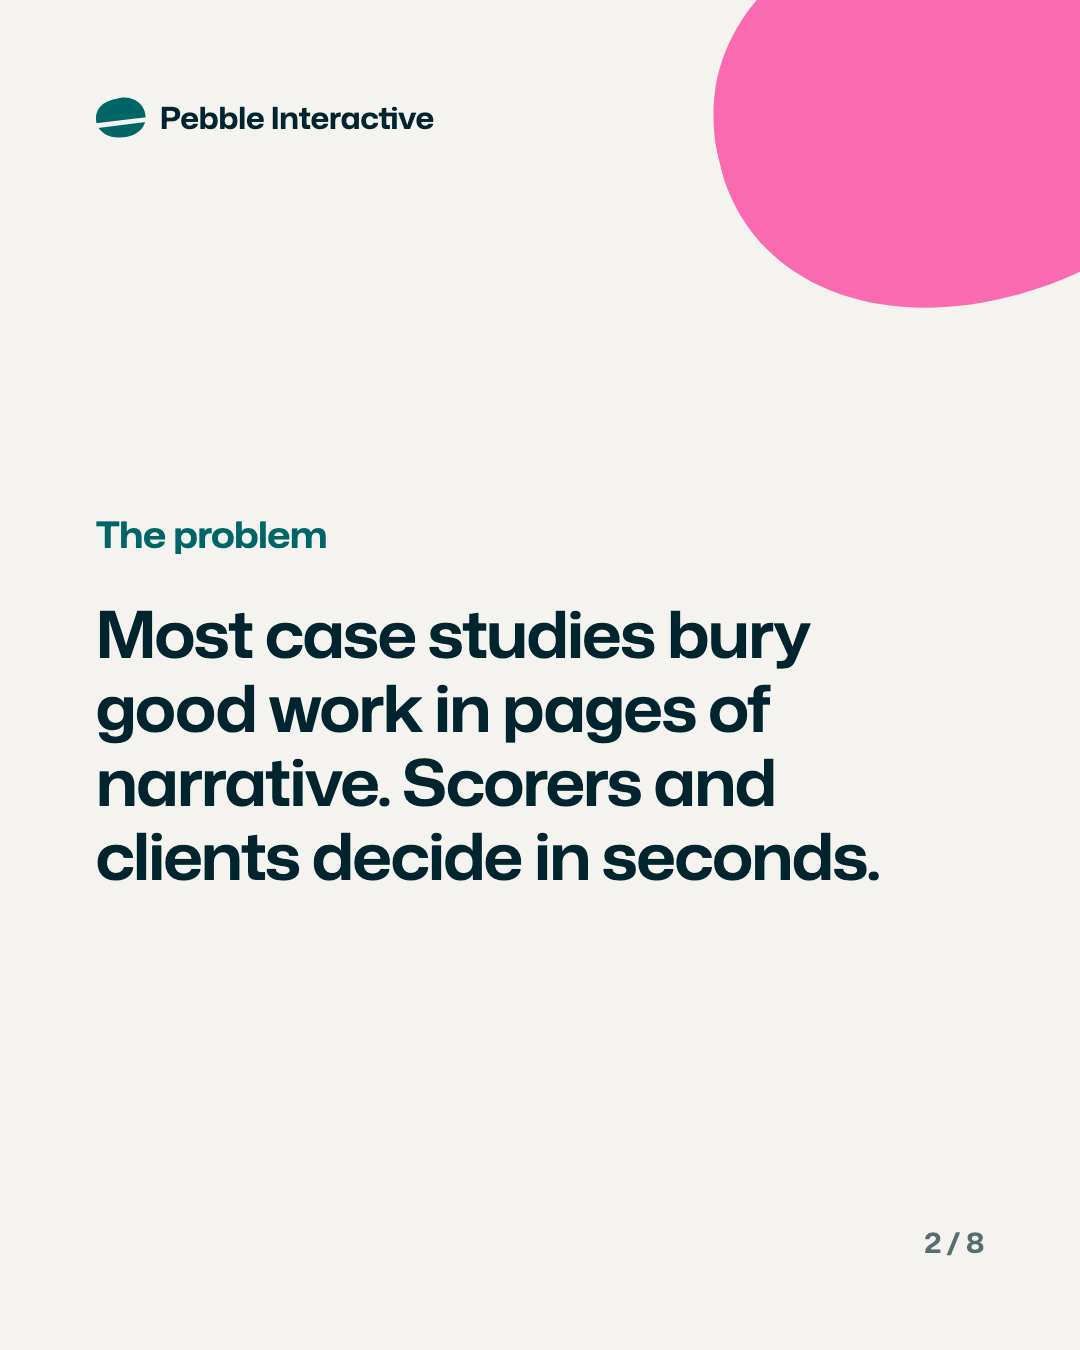 Pebble Interactive
The problem
Most case studies bury
good work in pages of
narrative. Scorers and
clients decide in seconds.
2 / 8